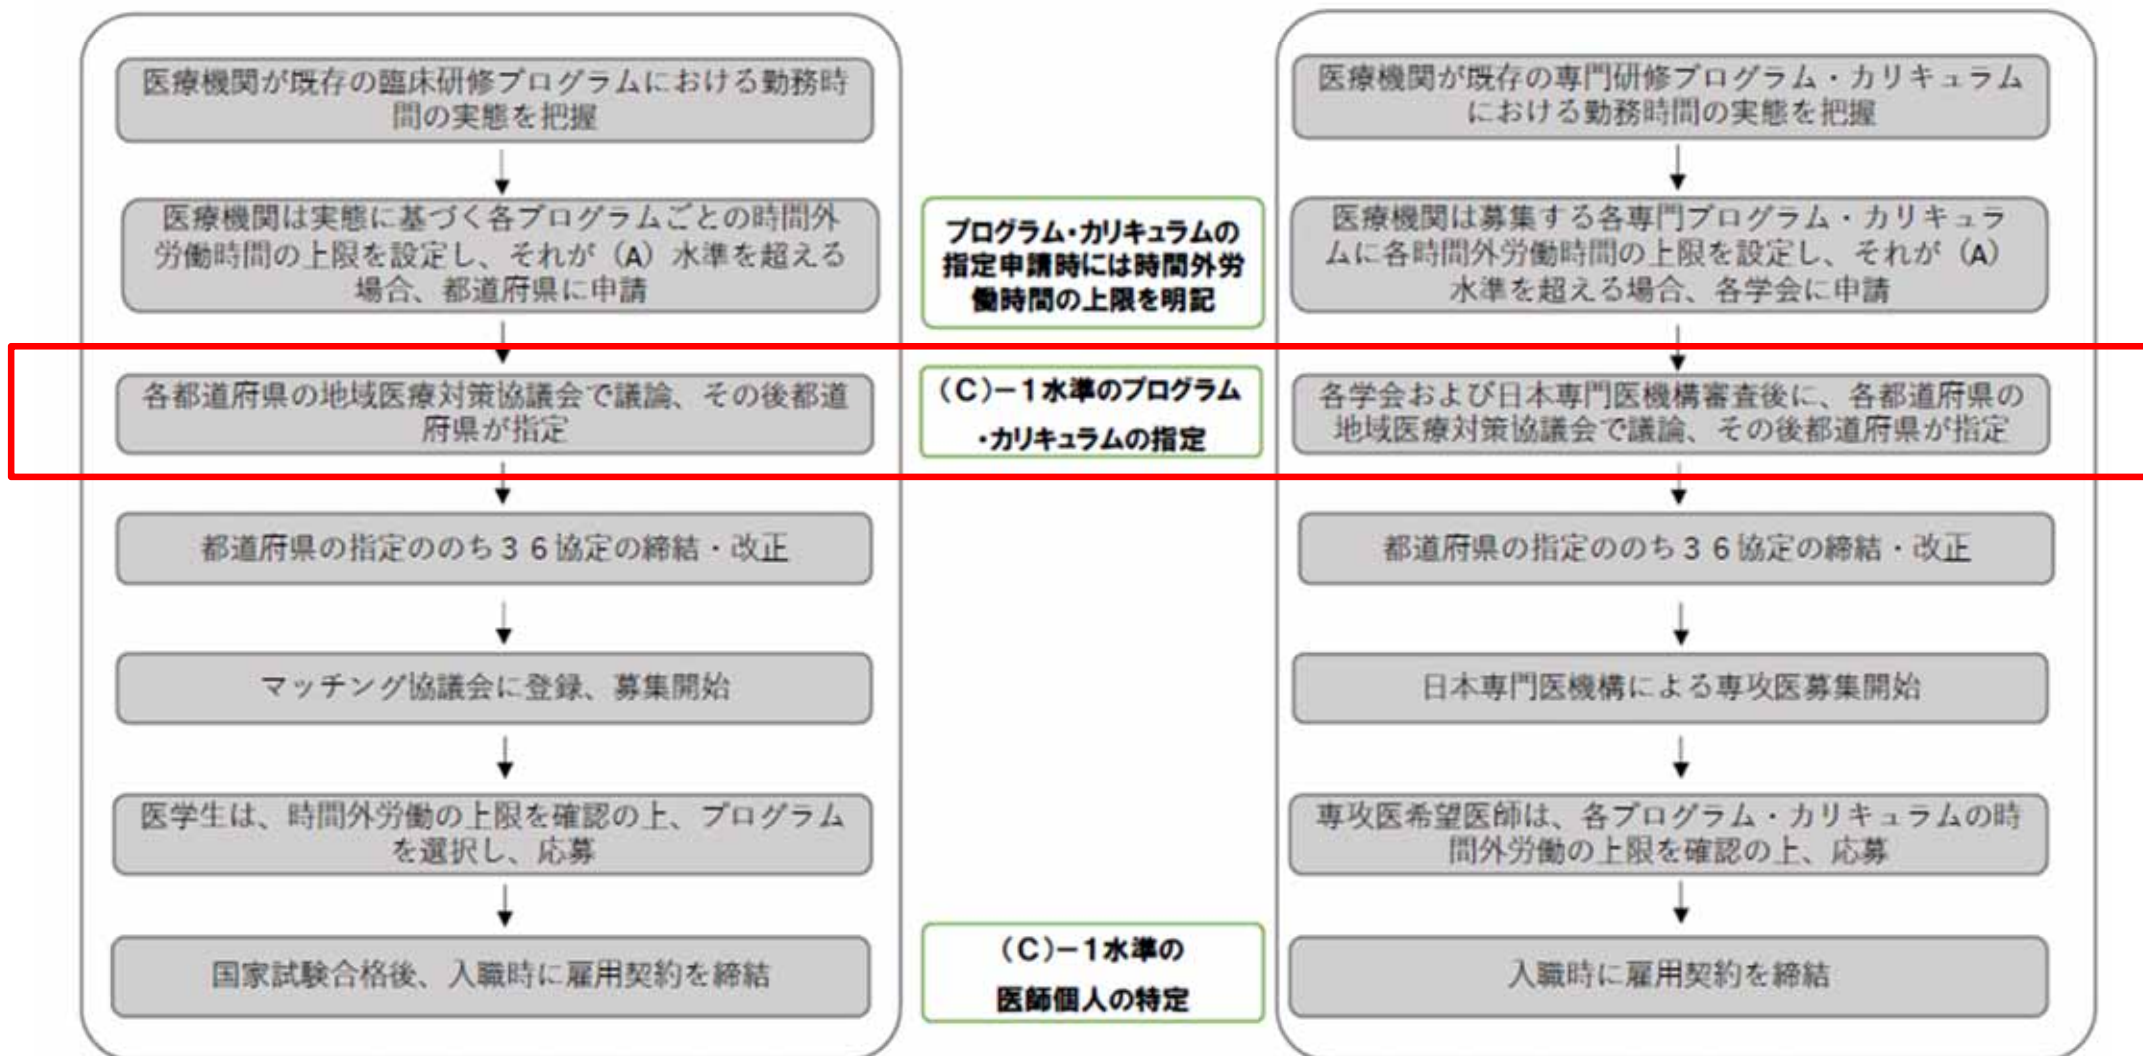 医療機関が既存の臨床研修プログラムにおける勤務時
間の実態を把握
医療機関は実態に基づく各プログラムごとの時間外
労働時間の上限を設定し、それが（A）水準を超える
場合、都道府県に申請
各都道府県の地域医療対策協議会で議論、その後都道
府県が指定
都道府県の指定ののち３６協定の締結・改正
マッチング協議会に登録、募集開始
医学生は、時間外労働の上限を確認の上、プログラム
を選択し、応募
国家試験合格後、入職時に雇用契約を締結
プログラム・カリキュラムの
指定申請時には時間外労
働時間の上限を明記
（C）－１水準のプログラム
・カリキュラムの指定
（C）－１水準の
医師個人の特定
医療機関が既存の専門研修プログラム・カリキュラム
における勤務時間の実態を把握
医療機関は募集する各専門プログラム・カリキュラ
ムに各時間外労働時間の上限を設定し、それが（A）
水準を超える場合、各学会に申請
各学会および日本専門医機構審査後に、各都道府県の
地域医療対策協議会で議論、その後都道府県が指定
都道府県の指定ののち３６協定の締結・改正
日本専門医機構による専攻医募集開始
専攻医希望医師は、各プログラム・カリキュラムの時
間外労働の上限を確認の上、応募
入職時に雇用契約を締結